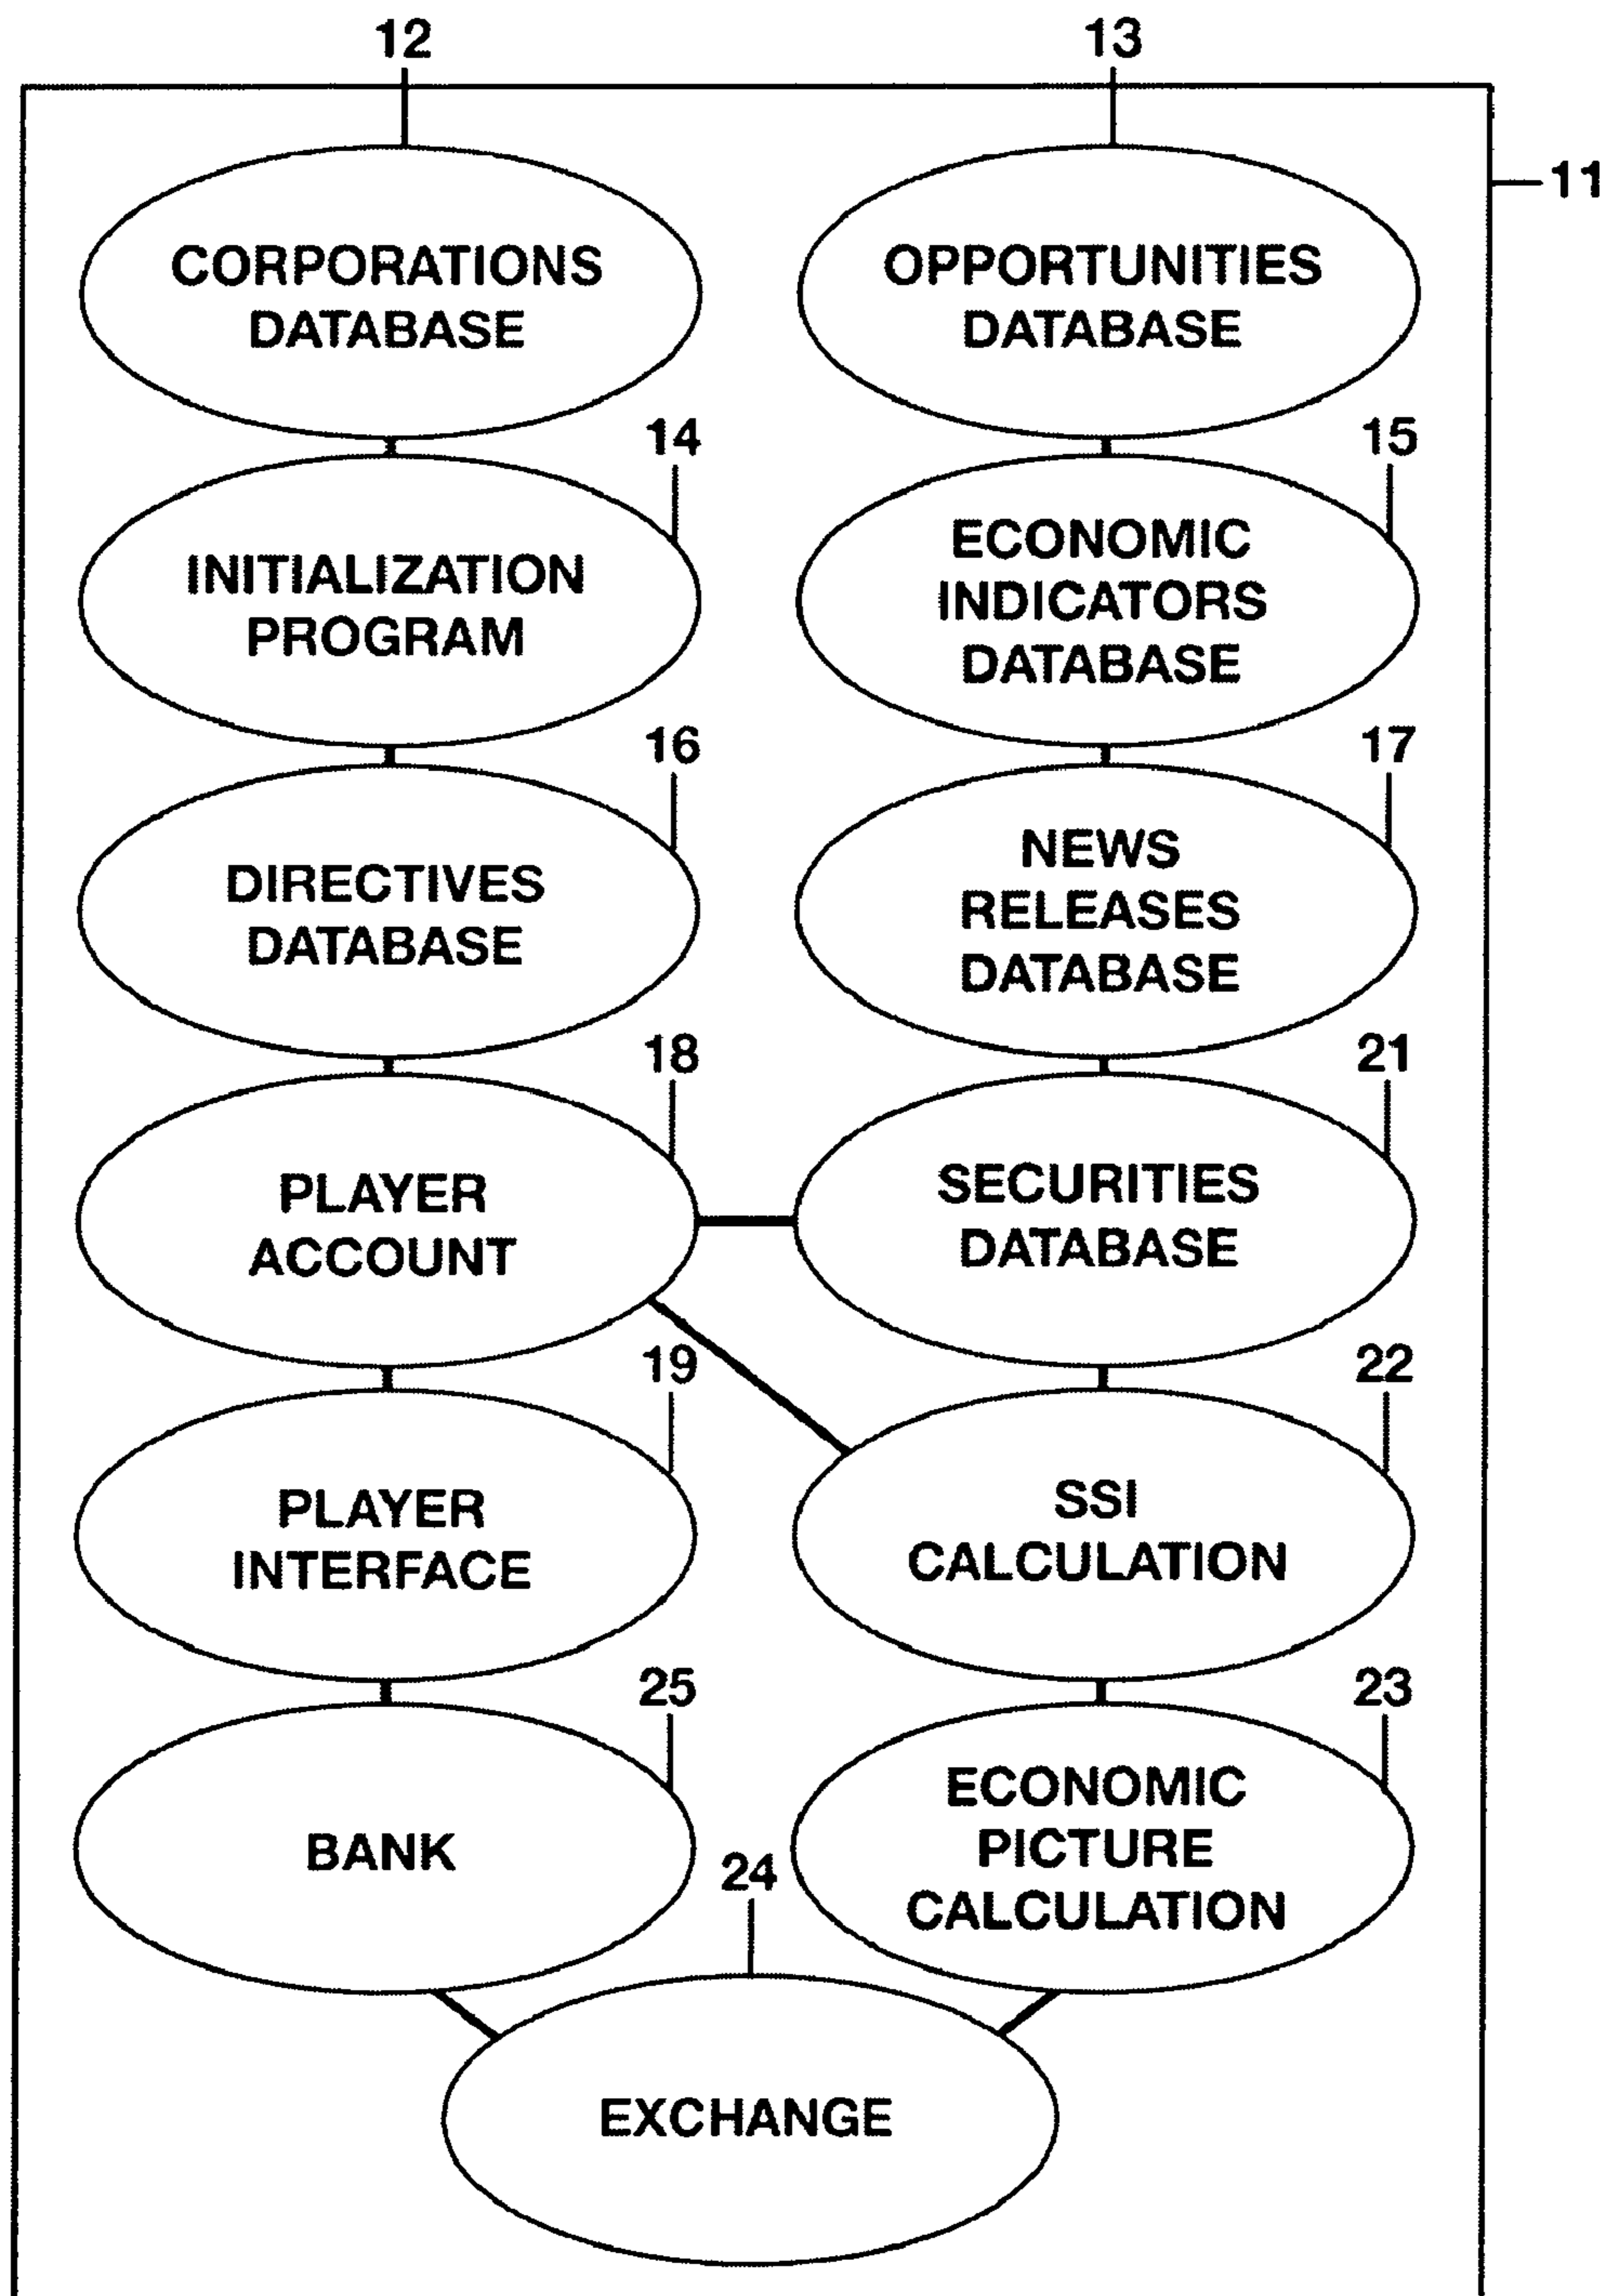 12
13
11
CORPORATIONS
DATABASE
OPPORTUNITIES
DATABASE
14
15
INITIALIZATION
PROGRAM
ECONOMIC
INDICATORS
DATABASE
16
17
DIRECTIVES
DATABASE
NEWS
RELEASES
DATABASE
18
21
PLAYER
ACCOUNT
SECURITIES
DATABASE
19
22
PLAYER
INTERFACE
SSI
CALCULATION
25
23
BANK
ECONOMIC
PICTURE
CALCULATION
24
EXCHANGE